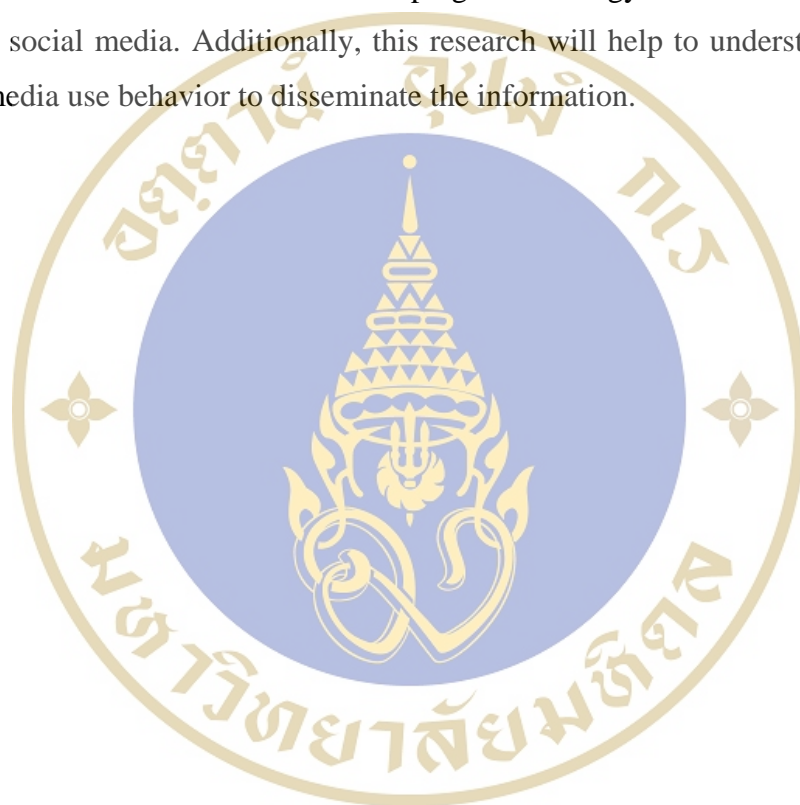 social media. Additionally, this research will help to underst
media use behavior to disseminate the information.
อตฺตานํ อุปมํ กเร
มหาวิทยาลัยมหิดล